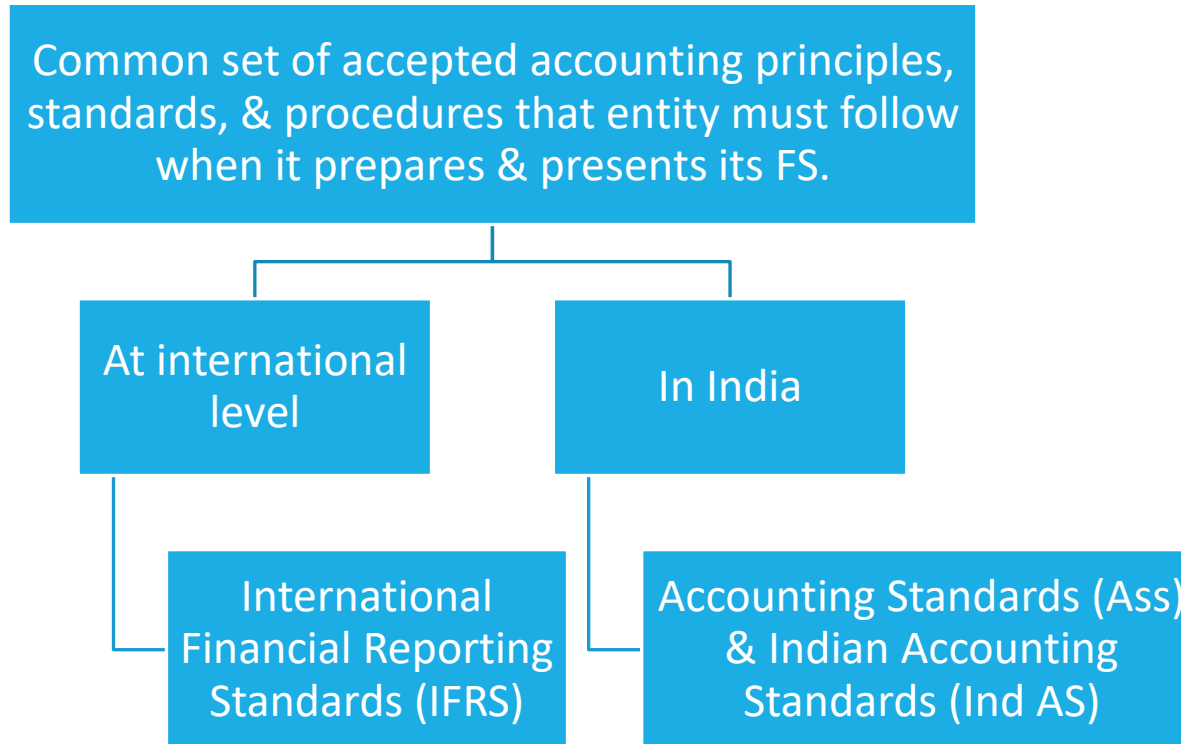 Common set of accepted accounting principles,
standards, & procedures that entity must follow
when it prepares & presents its FS.
At international
level
In India
International
Financial Reporting
Standards (IFRS)
Accounting Standards (Ass)
& Indian Accounting
Standards (Ind AS)